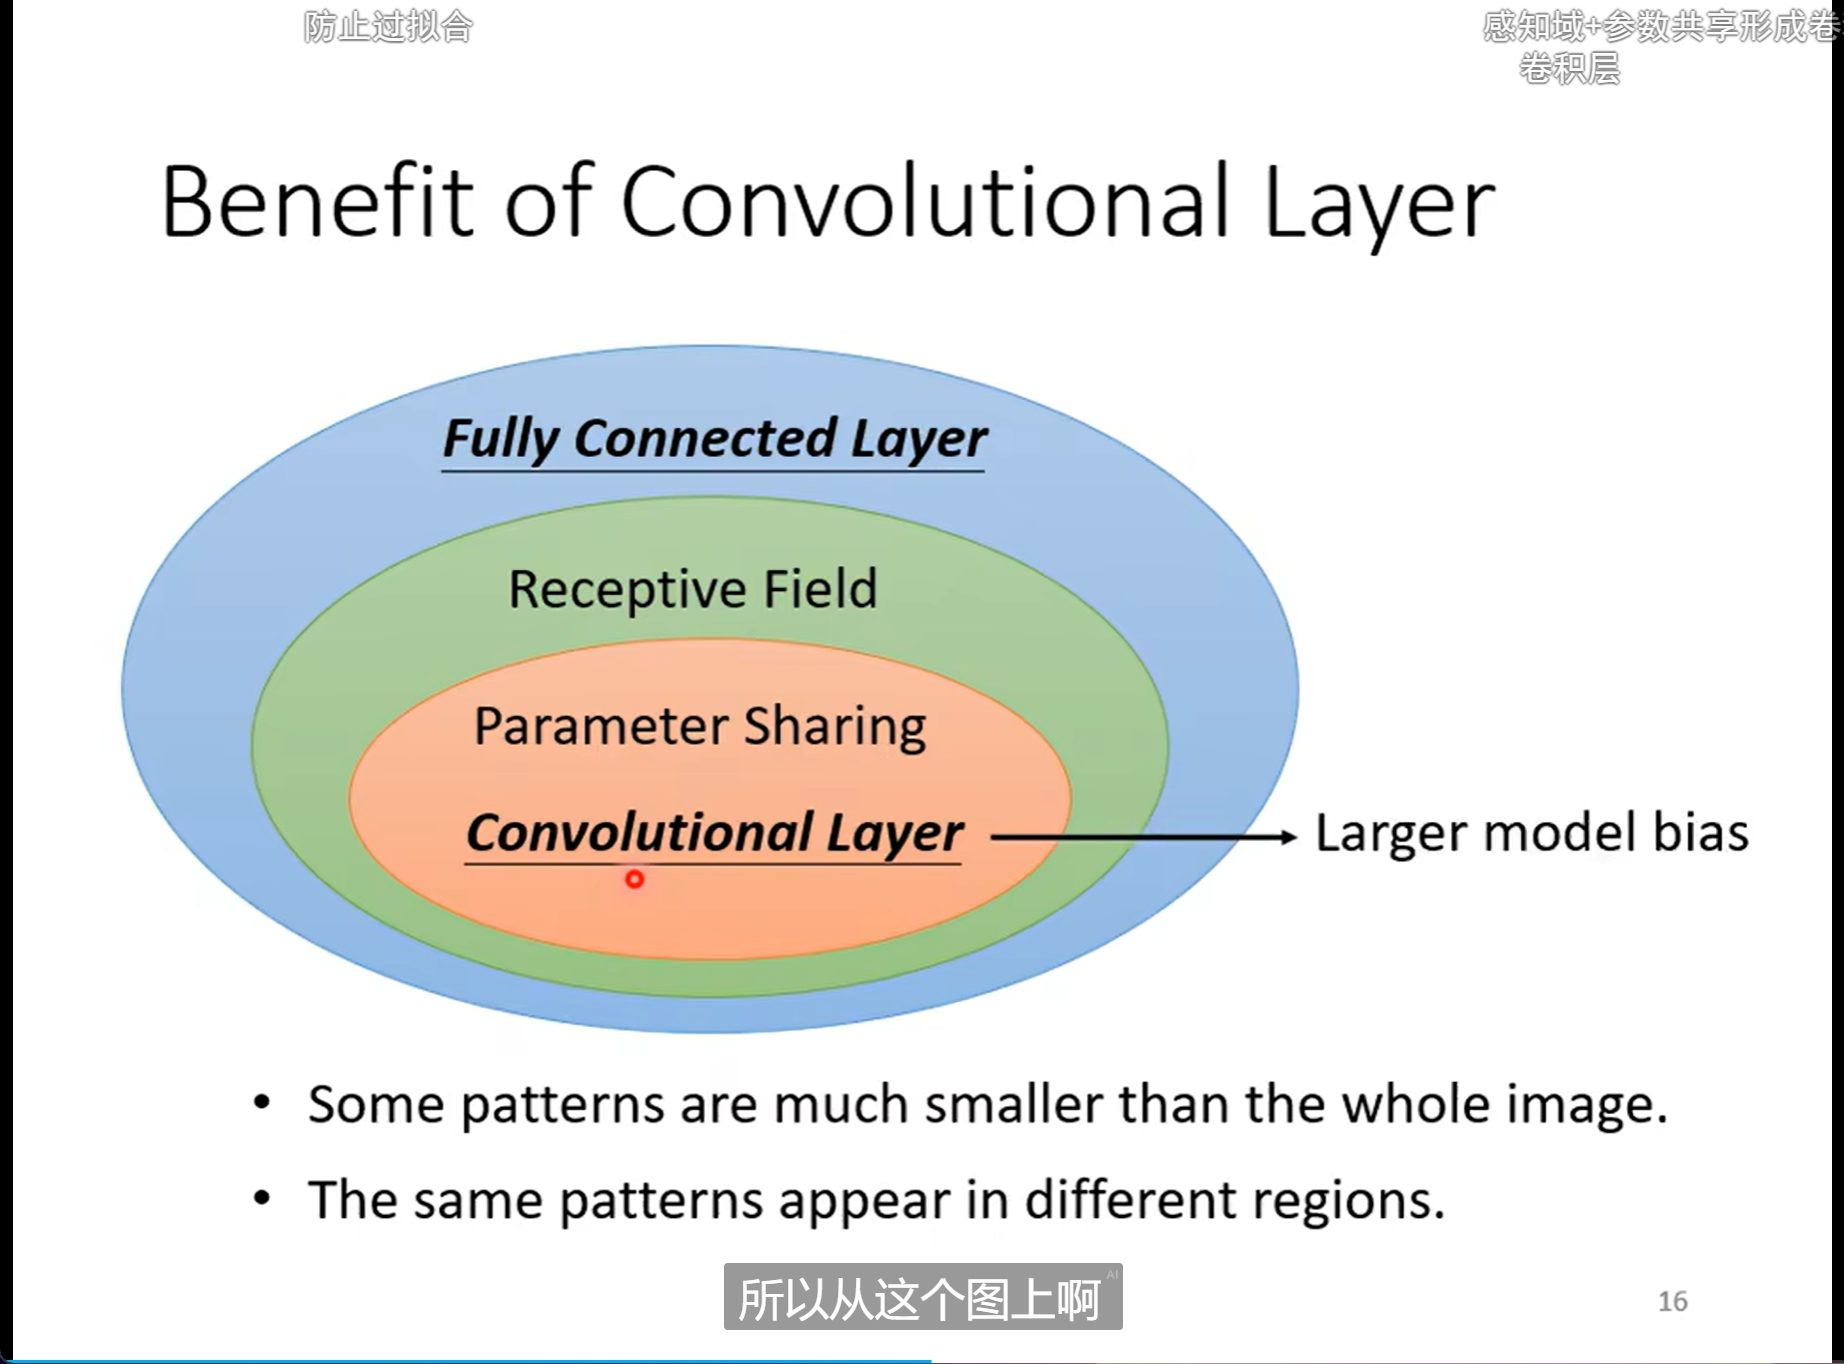 防止过拟合
感知域+参数共享形成卷
卷积层
Benefit of Convolutional Layer
Fully Connected Layer
Receptive Field
Parameter Sharing
Convolutional Layer
Larger model bias
• Some patterns are much smaller than the whole image.
• The same patterns appear in different regions.
所以从这个图上啊
AI
16